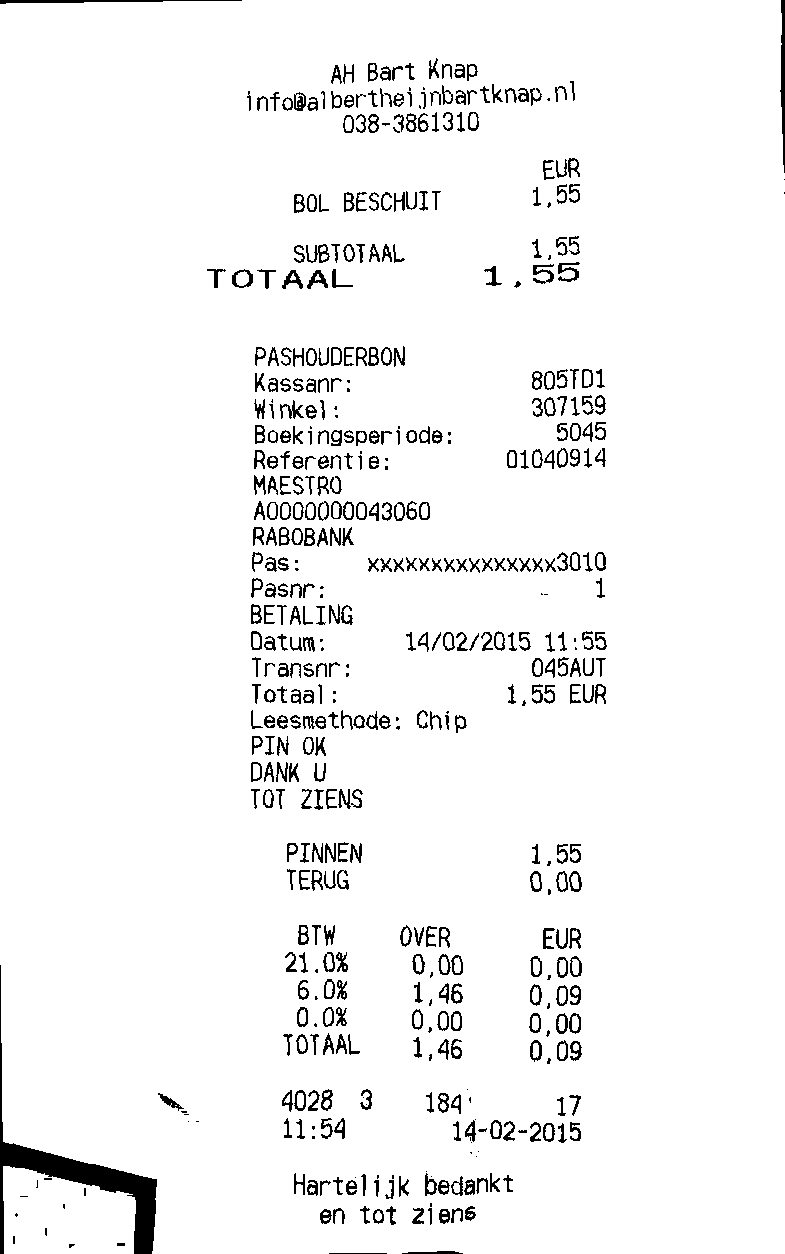 AH Bart Knap
info@albertheijnbartknap.nl
038-3861310
EUR
BOL BESCHUIT 1,55
SUBTOTAAL 1,55
TOTAAL 1,55
PASHOUDERBON
Kassanr: 805TD1
Winkel: 307159
Boekingsperiode: 5045
Referentie: 01040914
MAESTRO
A0000000043060
RABOBANK
Pas: xxxxxxxxxxxxxxx3010
Pasnr: 1
BETALING
Datum: 14/02/2015 11:55
Transnr: 045AUT
Totaal: 1,55 EUR
Leesmethode: Chip
PIN OK
DANK U
TOT ZIENS
PINNEN 1,55
TERUG 0,00
BTW OVER EUR
21.0% 0,00 0,00
6.0% 1,46 0,09
0.0% 0,00 0,00
TOTAAL 1,46 0,09
4028 3 184 17
11:54 14-02-2015
Hartelijk bedankt
en tot ziens